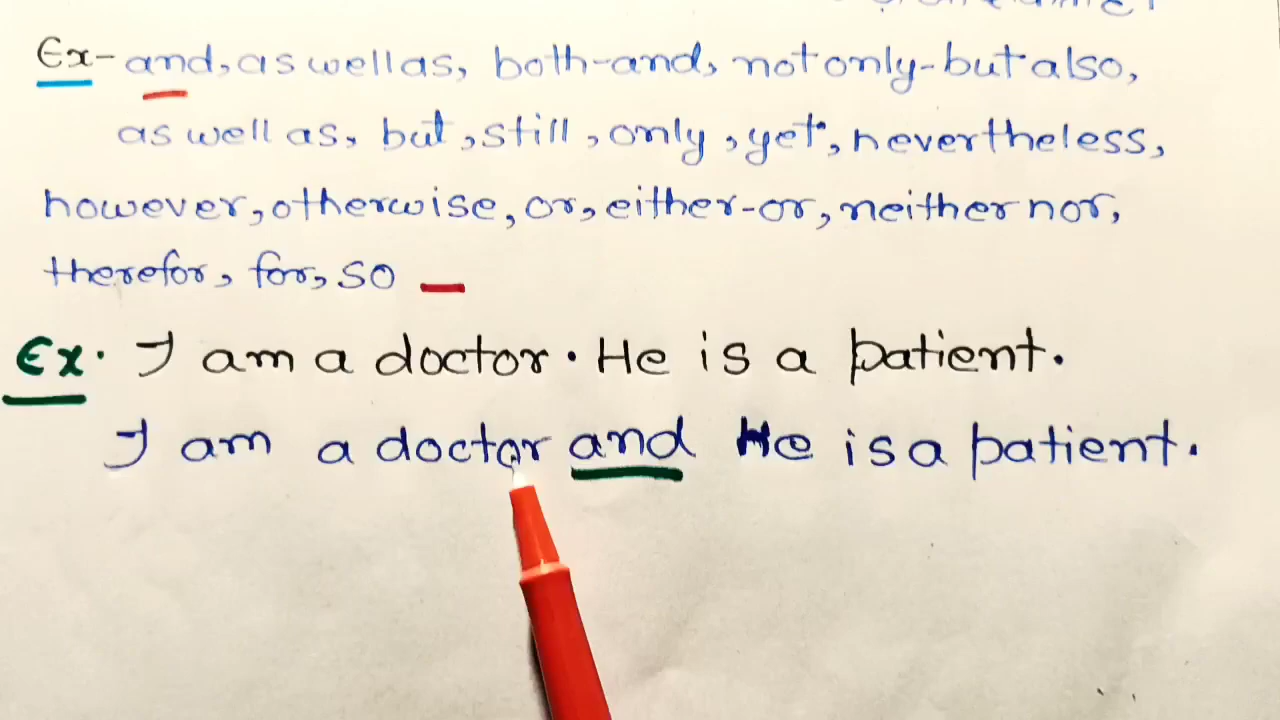 Ex- and, as well as, both-and, not only-but also,
as well as, but, still, only, yet, nevertheless,
however, otherwise, or, either-or, neither nor,
therefor, for, so
Ex. I am a doctor. He is a patient.
I am a doctor and He is a patient.